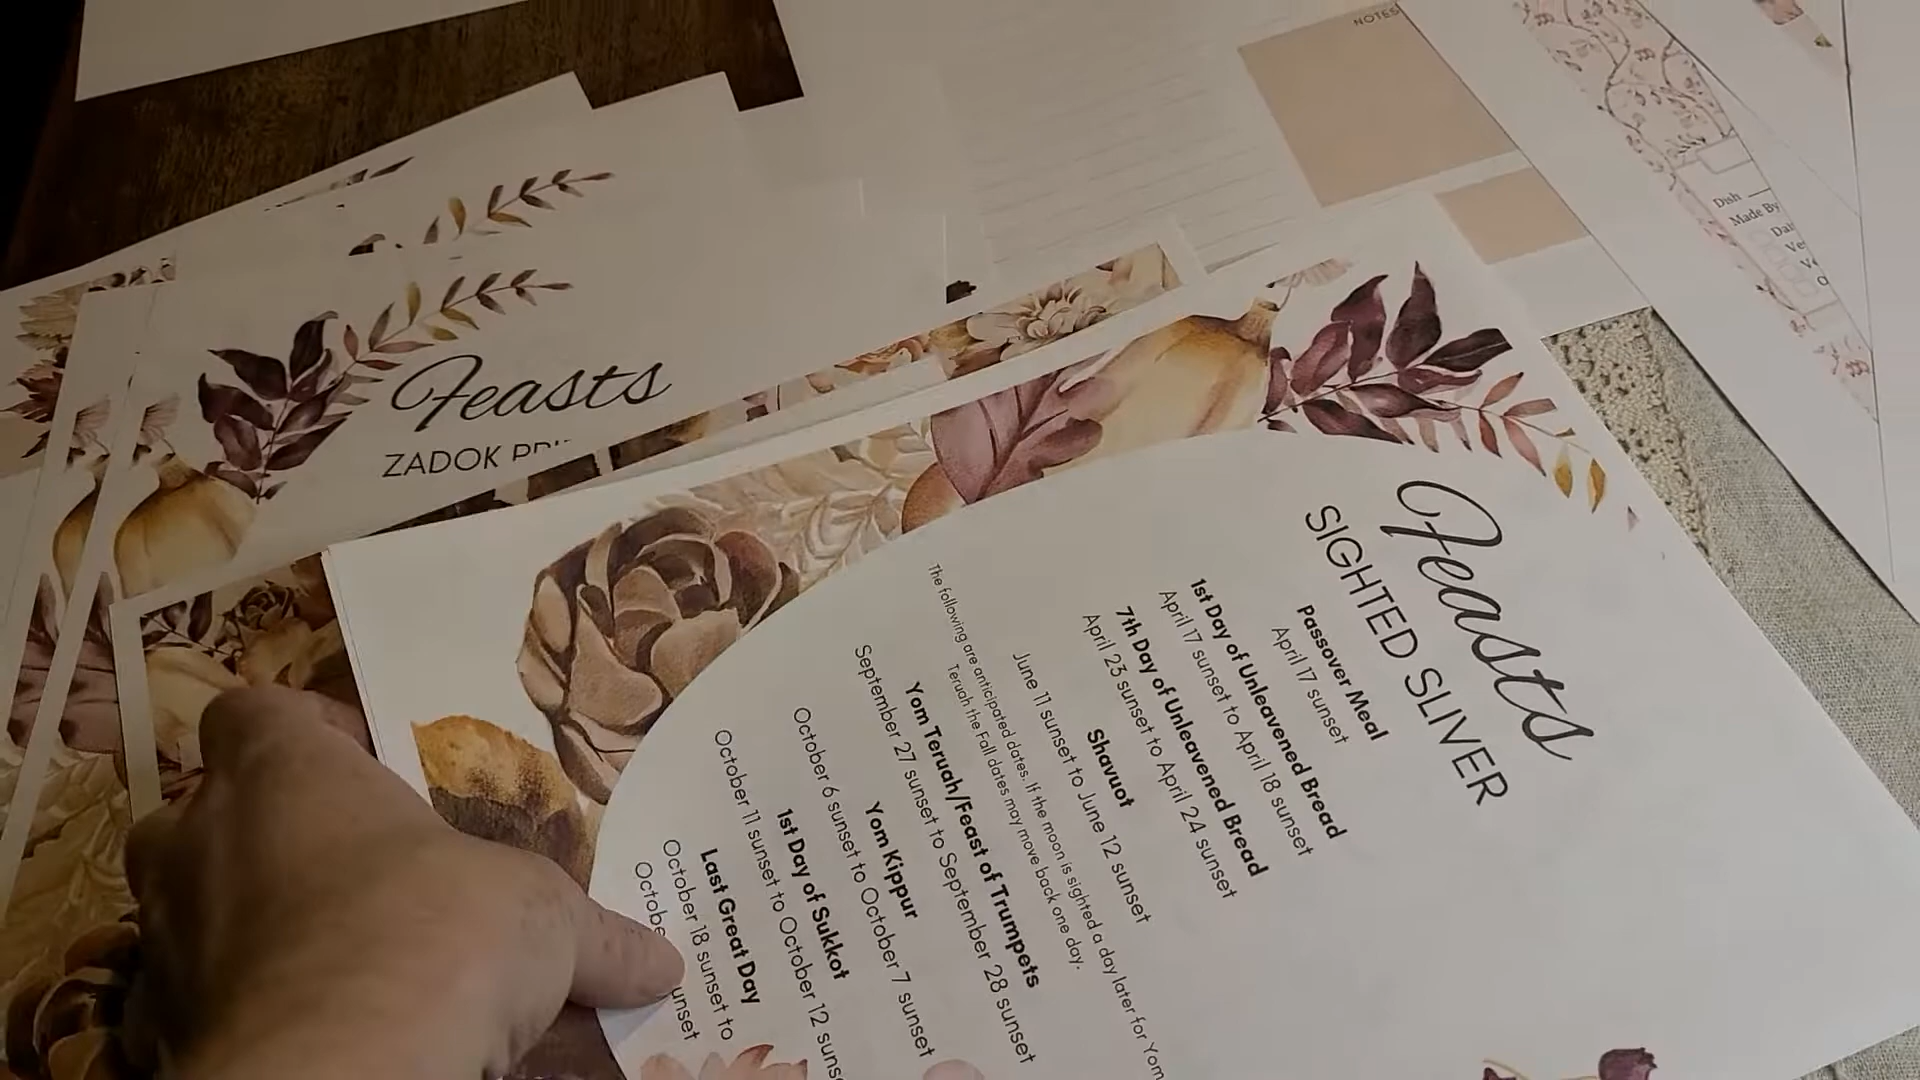 NOTES
Dish
Made By
Feasts
ZADOK
Feasts
SIGHTED SLIVER
Passover Meal
April 17 sunset
1st Day of Unleavened Bread
April 17 sunset to April 18 sunset
7th Day of Unleavened Bread
April 23 sunset to April 24 sunset
Shavuot
June 11 sunset to June 12 sunset
The following are anticipated dates. If the moon is sighted a day later for Yom
Teruah the Fall dates may move back one day.
Yom Teruah/Feast of Trumpets
September 27 sunset to September 28 sunset
Yom Kippur
October 6 sunset to October 7 sunset
1st Day of Sukkot
October 11 sunset to October 12
Last Great Day
October 18 sunset to